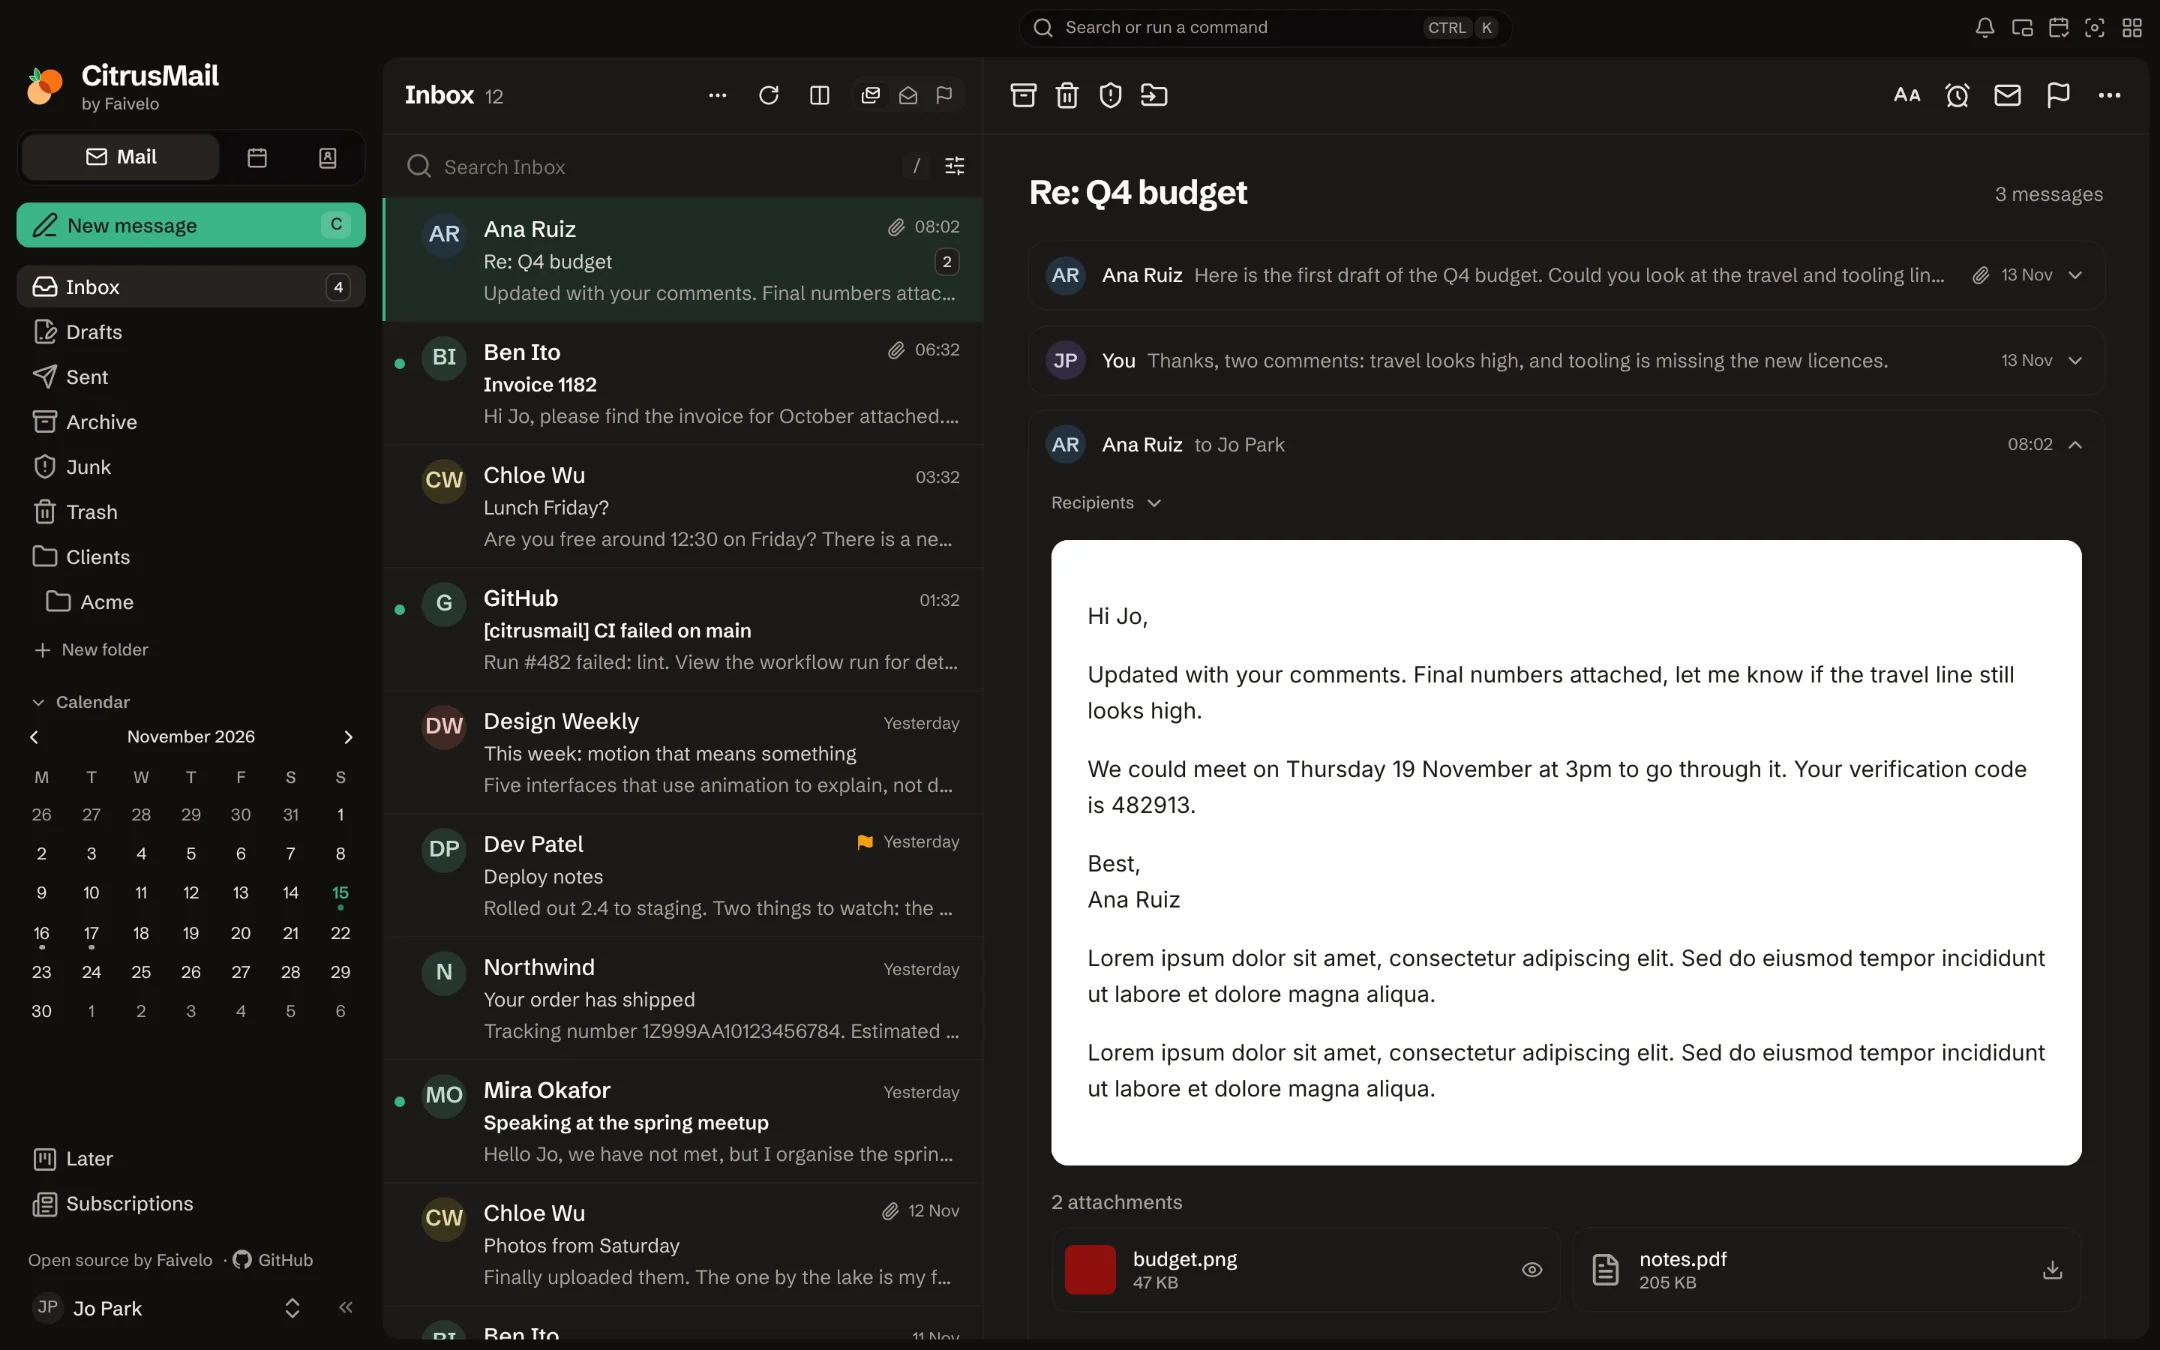 Search or run a command CTRL K
CitrusMail
by Faivelo
Mail
New message C
Inbox 4
Drafts
Sent
Archive
Junk
Trash
Clients
Acme
New folder
Calendar
November 2026
M T W T F S S
26 27 28 29 30 31 1
2 3 4 5 6 7 8
9 10 11 12 13 14 15
16 17 18 19 20 21 22
23 24 25 26 27 28 29
30 1 2 3 4 5 6
Later
Subscriptions
Open source by Faivelo · GitHub
JP Jo Park
Inbox 12
Search Inbox /
AR Ana Ruiz 08:02
Re: Q4 budget 2
Updated with your comments. Final numbers attac...
BI Ben Ito 06:32
Invoice 1182
Hi Jo, please find the invoice for October attached....
CW Chloe Wu 03:32
Lunch Friday?
Are you free around 12:30 on Friday? There is a ne...
G GitHub 01:32
[citrusmail] CI failed on main
Run #482 failed: lint. View the workflow run for det...
DW Design Weekly Yesterday
This week: motion that means something
Five interfaces that use animation to explain, not d...
DP Dev Patel Yesterday
Deploy notes
Rolled out 2.4 to staging. Two things to watch: the ...
N Northwind Yesterday
Your order has shipped
Tracking number 1Z999AA10123456784. Estimated ...
MO Mira Okafor Yesterday
Speaking at the spring meetup
Hello Jo, we have not met, but I organise the sprin...
CW Chloe Wu 12 Nov
Photos from Saturday
Finally uploaded them. The one by the lake is my f...
BI Ben Ito 11 Nov
AA
Re: Q4 budget 3 messages
AR Ana Ruiz Here is the first draft of the Q4 budget. Could you look at the travel and tooling lin... 13 Nov
JP You Thanks, two comments: travel looks high, and tooling is missing the new licences. 13 Nov
AR Ana Ruiz to Jo Park 08:02
Recipients
Hi Jo,
Updated with your comments. Final numbers attached, let me know if the travel line still
looks high.
We could meet on Thursday 19 November at 3pm to go through it. Your verification code
is 482913.
Best,
Ana Ruiz
Lorem ipsum dolor sit amet, consectetur adipiscing elit. Sed do eiusmod tempor incididunt
ut labore et dolore magna aliqua.
Lorem ipsum dolor sit amet, consectetur adipiscing elit. Sed do eiusmod tempor incididunt
ut labore et dolore magna aliqua.
2 attachments
budget.png
47 KB
notes.pdf
205 KB